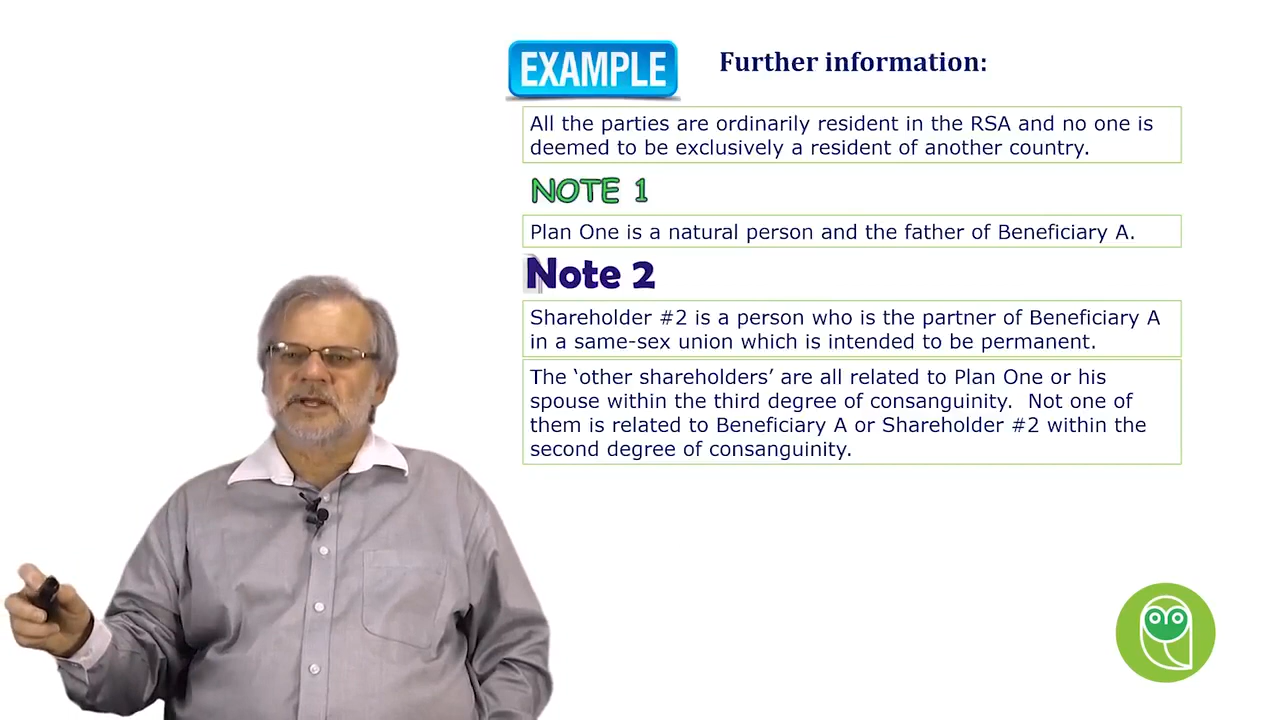 EXAMPLE
Further information:
All the parties are ordinarily resident in the RSA and no one is
deemed to be exclusively a resident of another country.
NOTE 1
Plan One is a natural person and the father of Beneficiary A.
Note 2
Shareholder #2 is a person who is the partner of Beneficiary A
in a same-sex union which is intended to be permanent.
The ‘other shareholders’ are all related to Plan One or his
spouse within the third degree of consanguinity.  Not one of
them is related to Beneficiary A or Shareholder #2 within the
second degree of consanguinity.